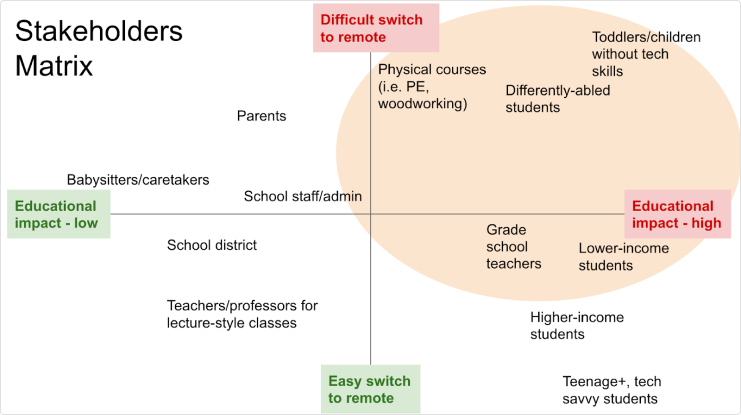 Stakeholders
Matrix
Difficult switch
to remote
Toddlers/children
without tech
skills
Physical courses
(i.e. PE,
woodworking)
Differently-abled
students
Parents
Babysitters/caretakers
School staff/admin
Educational
impact - low
Educational
impact - high
School district
Grade
school
teachers
Lower-income
students
Teachers/professors for
lecture-style classes
Higher-income
students
Easy switch
to remote
Teenage+, tech
savvy students